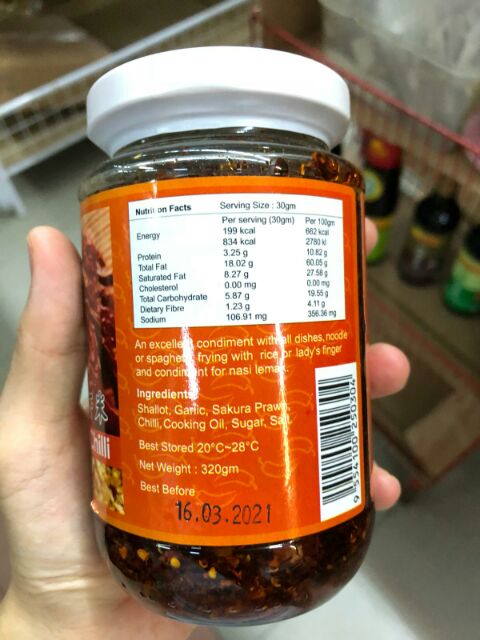 Nutrition Facts Serving Size : 30gm
Per serving (30gm) Per 100gm
Energy 199 kcal 662 kcal
834 kcal 2780 kl
Protein 3.25 g 10.82 g
Total Fat 18.02 g 60.05 g
Saturated Fat 8.27 g 27.58 g
Cholesterol 0.00 mg 0.00 mg
Total Carbohydrate 5.87 g 19.55 g
Dietary Fibre 1.23 g 4.11 g
Sodium 106.91 mg 356.36 mg
An excellent condiment with all dishes, noodle
or spaghetti, frying with rice or lady's finger
and condiment for nasi lemak.
Ingredients
Shallot, Garlic, Sakura Prawn,
Chilli, Cooking Oil, Sugar, Salt.
Best Stored 20°C~28°C
Net Weight : 320gm
Best Before
16.03.2021
9 554100 250304